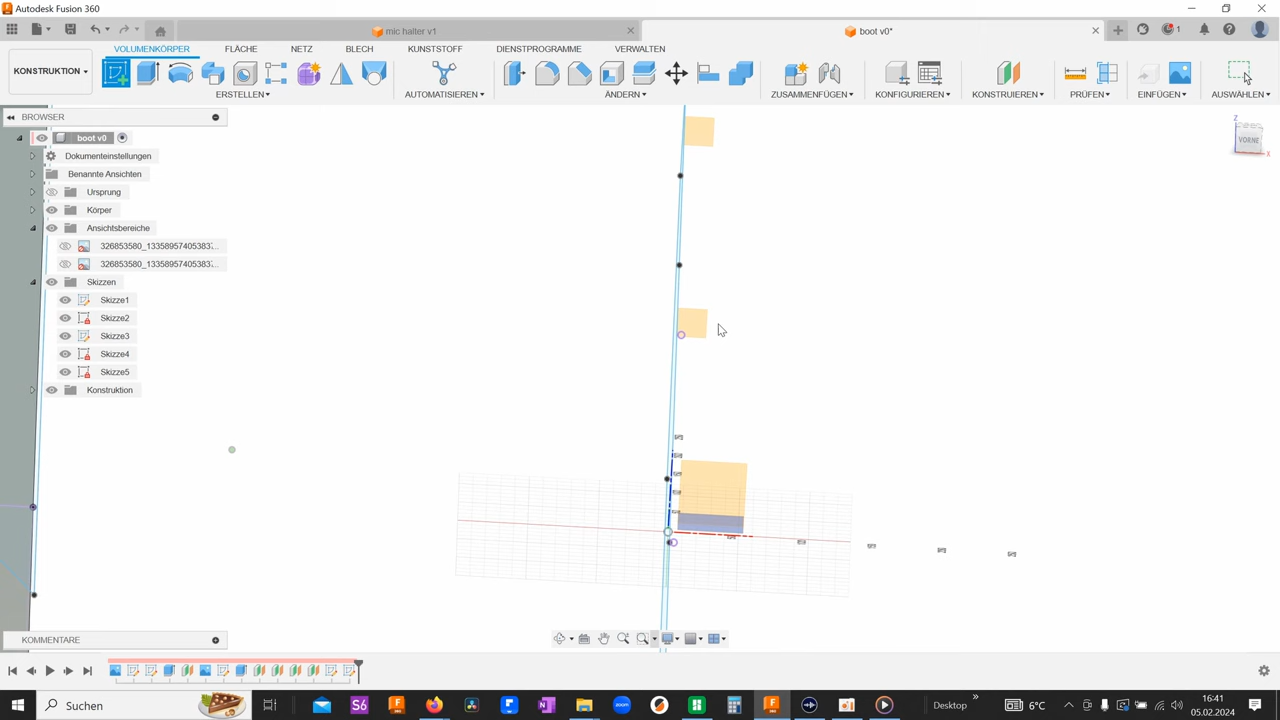 Autodesk Fusion 360
mic halter v1
boot v0*
1
KONSTRUKTION
VOLUMENKÖRPER
FLÄCHE
NETZ
BLECH
KUNSTSTOFF
DIENSTPROGRAMME
VERWALTEN
ERSTELLEN
AUTOMATISIEREN
ÄNDERN
ZUSAMMENFÜGEN
KONFIGURIEREN
KONSTRUIEREN
PRÜFEN
EINFÜGEN
AUSWÄHLEN
BROWSER
boot v0
Dokumenteinstellungen
Benannte Ansichten
Ursprung
Körper
Ansichtsbereiche
326853580_13358957405383?...
326853580_13358957405383?...
Skizzen
Skizze1
Skizze2
Skizze3
Skizze4
Skizze5
Konstruktion
Z
VORNE
X
KOMMENTARE
Suchen
Desktop
6°C
16:41
05.02.2024